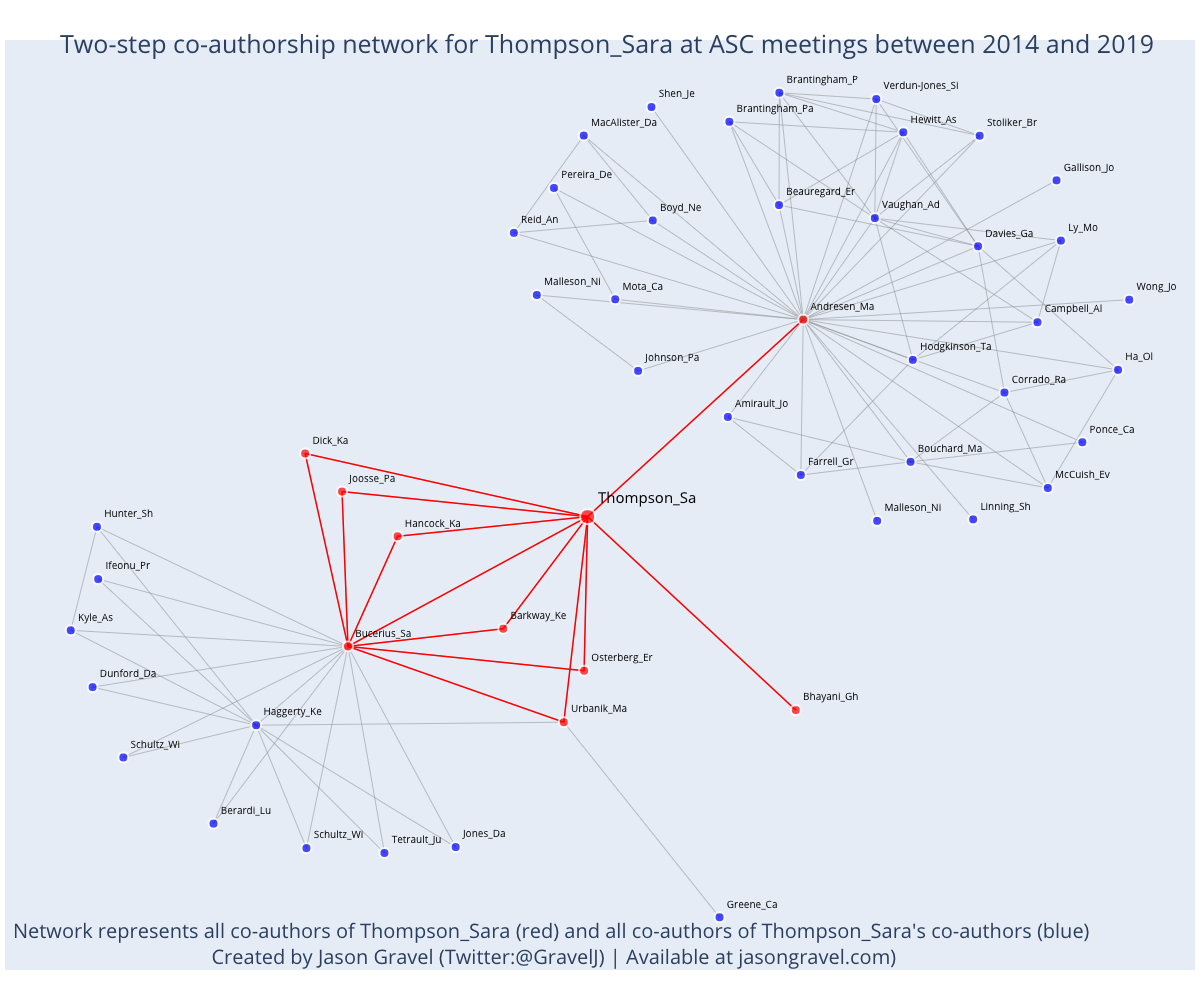 Two-step co-authorship network for Thompson_Sara at ASC meetings between 2014 and 2019
Brantingham_P
Verdun-Jones_Si
Shen_Je
Brantingham_Pa
MacAlister_Da
Hewitt_As
Stoliker_Br
Gallison_Jo
Pereira_De
Beauregard_Er
Boyd_Ne
Vaughan_Ad
Reid_An
Davies_Ga
Ly_Mo
Malleson_Ni
Mota_Ca
Wong_Jo
Andresen_Ma
Campbell_Al
Johnson_Pa
Hodgkinson_Ta
Ha_Ol
Corrado_Ra
Amirault_Jo
Ponce_Ca
Dick_Ka
Bouchard_Ma
Farrell_Gr
McCuish_Ev
Joosse_Pa
Thompson_Sa
Malleson_Ni
Linning_Sh
Hunter_Sh
Hancock_Ka
Ifeonu_Pr
Kyle_As
Barkway_Ke
Bucerius_Sa
Osterberg_Er
Dunford_Da
Bhayani_Gh
Haggerty_Ke
Urbanik_Ma
Schultz_Wi
Berardi_Lu
Schultz_Wi
Tetrault_Ju
Jones_Da
Greene_Ca
Network represents all co-authors of Thompson_Sara (red) and all co-authors of Thompson_Sara's co-authors (blue)
Created by Jason Gravel (Twitter:@GravelJ) | Available at jasongravel.com)